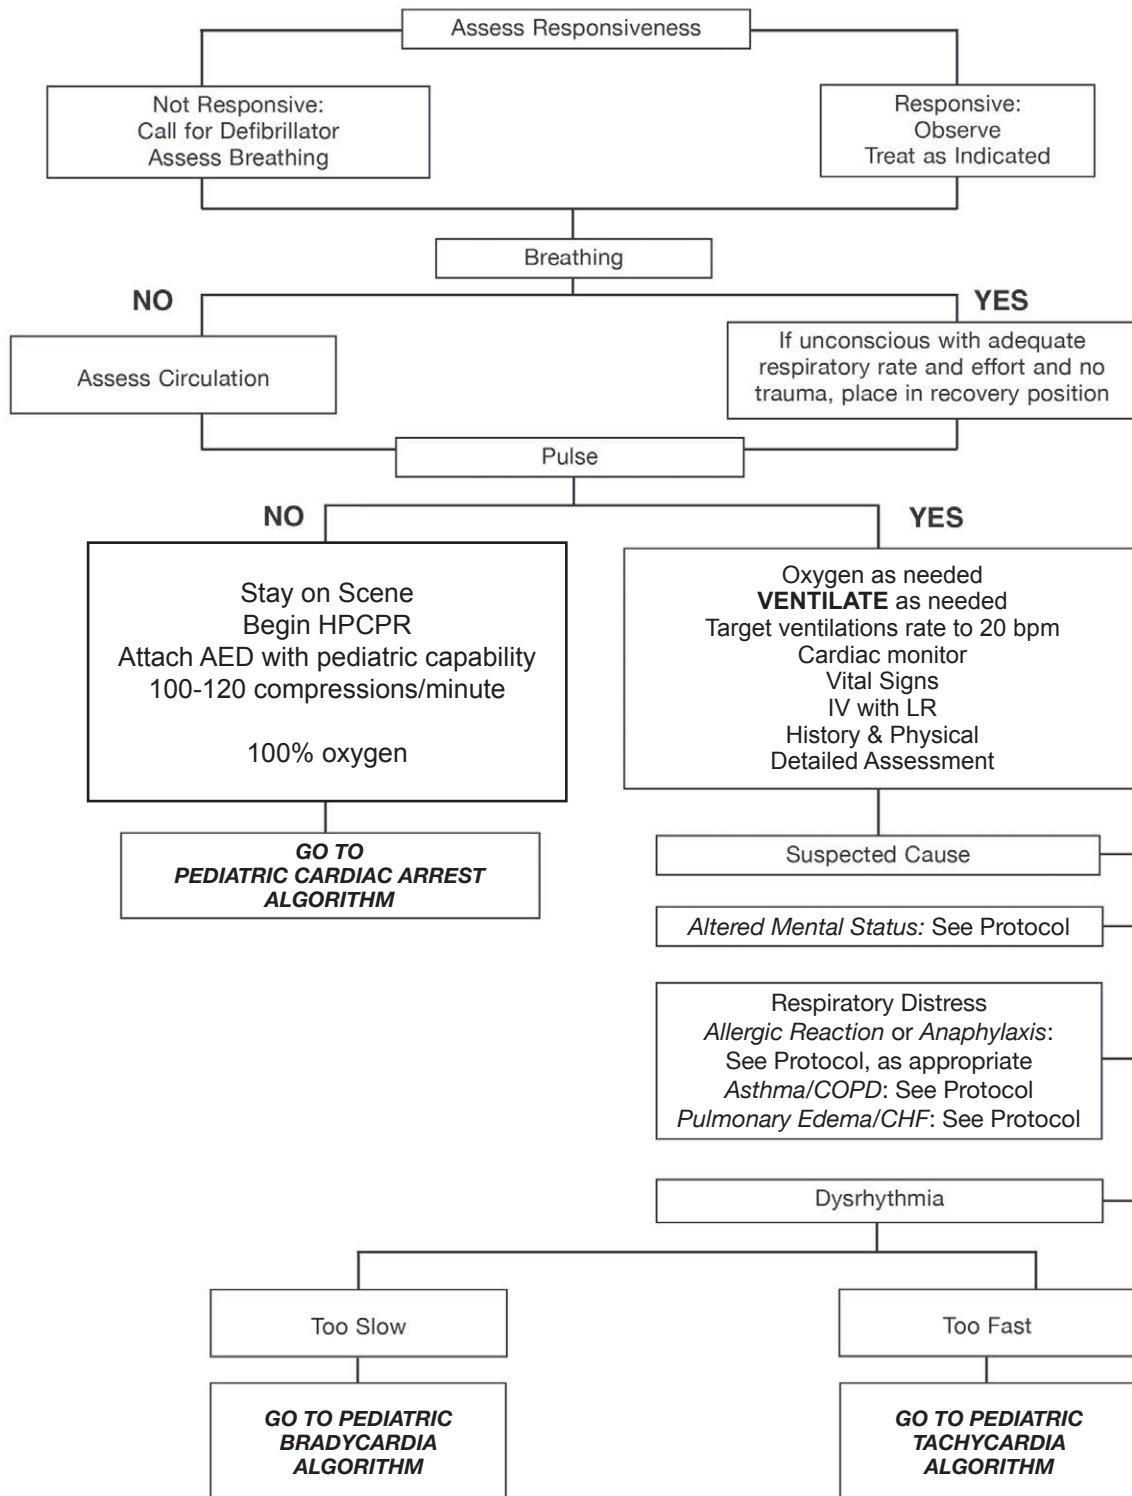 Assess Responsiveness
Not Responsive:
Call for Defibrillator
Assess Breathing
Responsive:
Observe
Treat as Indicated
Breathing
NO
YES
Assess Circulation
If unconscious with adequate
respiratory rate and effort and no
trauma, place in recovery position
Pulse
NO
YES
Stay on Scene
Begin HPCPR
Attach AED with pediatric capability
100-120 compressions/minute
100% oxygen
Oxygen as needed
VENTILATE as needed
Target ventilations rate to 20 bpm
Cardiac monitor
Vital Signs
IV with LR
History & Physical
Detailed Assessment
GO TO
PEDIATRIC CARDIAC ARREST
ALGORITHM
Suspected Cause
Altered Mental Status: See Protocol
Respiratory Distress
Allergic Reaction or Anaphylaxis:
See Protocol, as appropriate
Asthma/COPD: See Protocol
Pulmonary Edema/CHF: See Protocol
Dysrhythmia
Too Slow
Too Fast
GO TO PEDIATRIC
BRADYCARDIA
ALGORITHM
GO TO PEDIATRIC
TACHYCARDIA
ALGORITHM